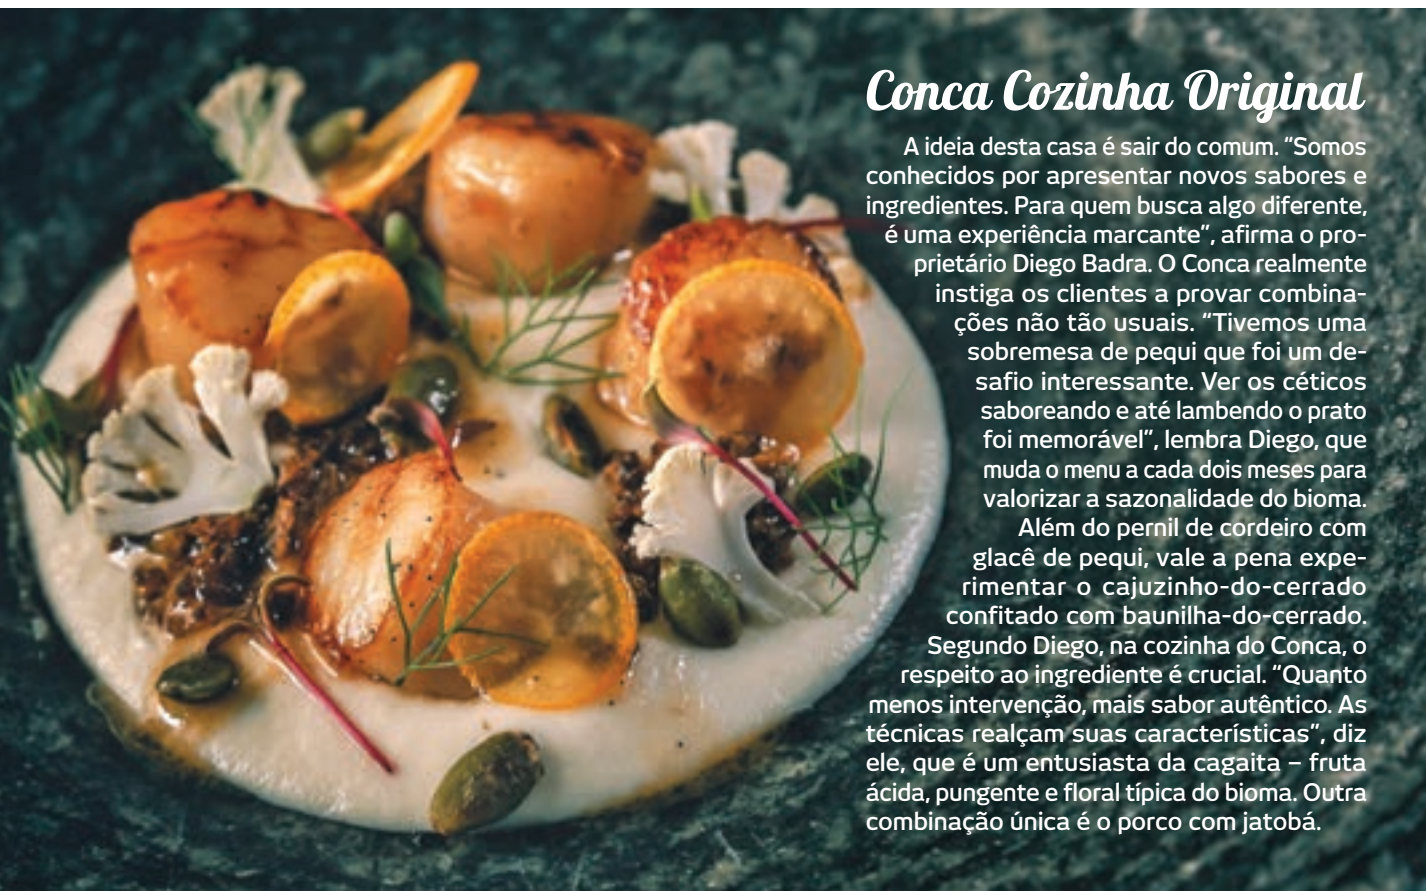 Conca Cozinha Original
A ideia desta casa é sair do comum. “Somos
conhecidos por apresentar novos sabores e
ingredientes. Para quem busca algo diferente,
é uma experiência marcante”, afirma o pro-
prietário Diego Badra. O Conca realmente
instiga os clientes a provar combina-
ções não tão usuais. “Tivemos uma
sobremesa de pequi que foi um de-
safio interessante. Ver os céticos
saboreando e até lambendo o prato
foi memorável”, lembra Diego, que
muda o menu a cada dois meses para
valorizar a sazonalidade do bioma.
Além do pernil de cordeiro com
glacê de pequi, vale a pena expe-
rimentar o cajuzinho-do-cerrado
confitado com baunilha-do-cerrado.
Segundo Diego, na cozinha do Conca, o
respeito ao ingrediente é crucial. “Quanto
menos intervenção, mais sabor autêntico. As
técnicas realçam suas características”, diz
ele, que é um entusiasta da cagaita – fruta
ácida, pungente e floral típica do bioma. Outra
combinação única é o porco com jatobá.